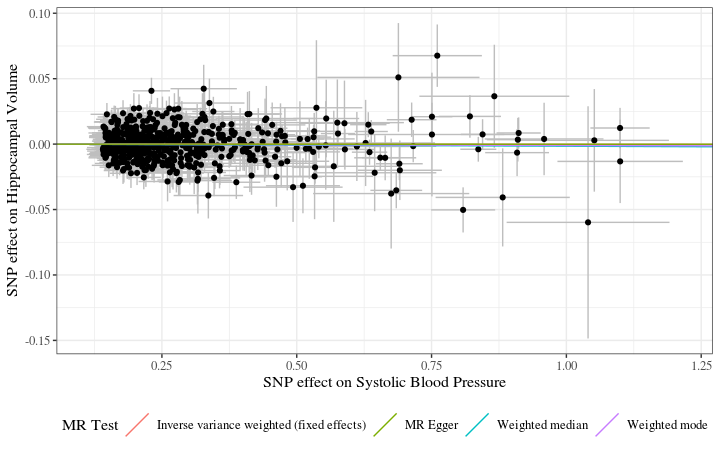 0.10
0.05
0.00
-0.05
-0.10
-0.15
SNP effect on Hippocampal Volume
0.25 0.50 0.75 1.00 1.25
SNP effect on Systolic Blood Pressure
MR Test Inverse variance weighted (fixed effects) MR Egger Weighted median Weighted mode